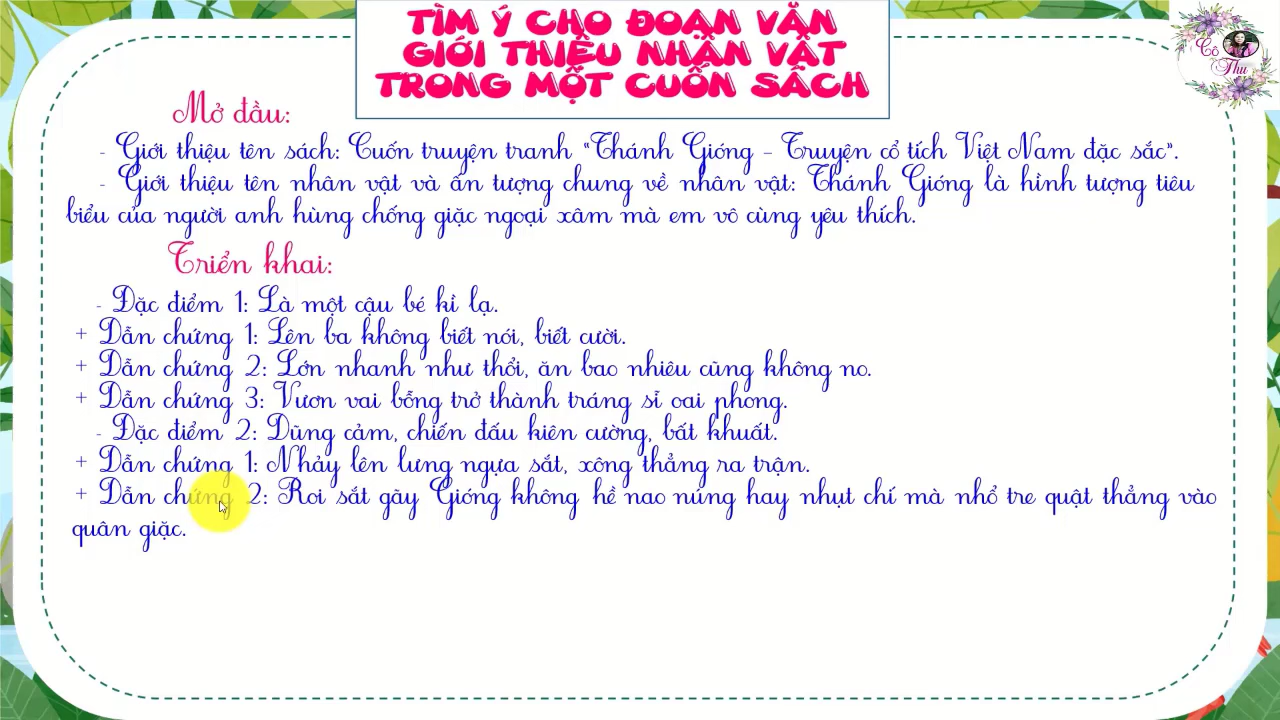 TÌM Ý CHO ĐOẠN VĂN
GIỚI THIỆU NHÂN VẬT
TRONG MỘT CUỐN SÁCH
Cô Thu
Mở đầu:
- Giới thiệu tên sách: Cuốn truyện tranh "Thánh Gióng – Truyện cổ tích Việt Nam đặc sắc".
- Giới thiệu tên nhân vật và ấn tượng chung về nhân vật: Thánh Gióng là hình tượng tiêu
biểu của người anh hùng chống giặc ngoại xâm mà em vô cùng yêu thích.
Triển khai:
- Đặc điểm 1: Là một cậu bé kì lạ.
+ Dẫn chứng 1: Lên ba không biết nói, biết cười.
+ Dẫn chứng 2: Lớn nhanh như thổi, ăn bao nhiêu cũng không no.
+ Dẫn chứng 3: Vươn vai bỗng trở thành tráng sĩ oai phong.
- Đặc điểm 2: Dũng cảm, chiến đấu kiên cường, bất khuất.
+ Dẫn chứng 1: Nhảy lên lưng ngựa sắt, xông thẳng ra trận.
+ Dẫn chứng 2: Roi sắt gãy Gióng không hề nao núng hay nhụt chí mà nhổ tre quật thẳng vào
quân giặc.